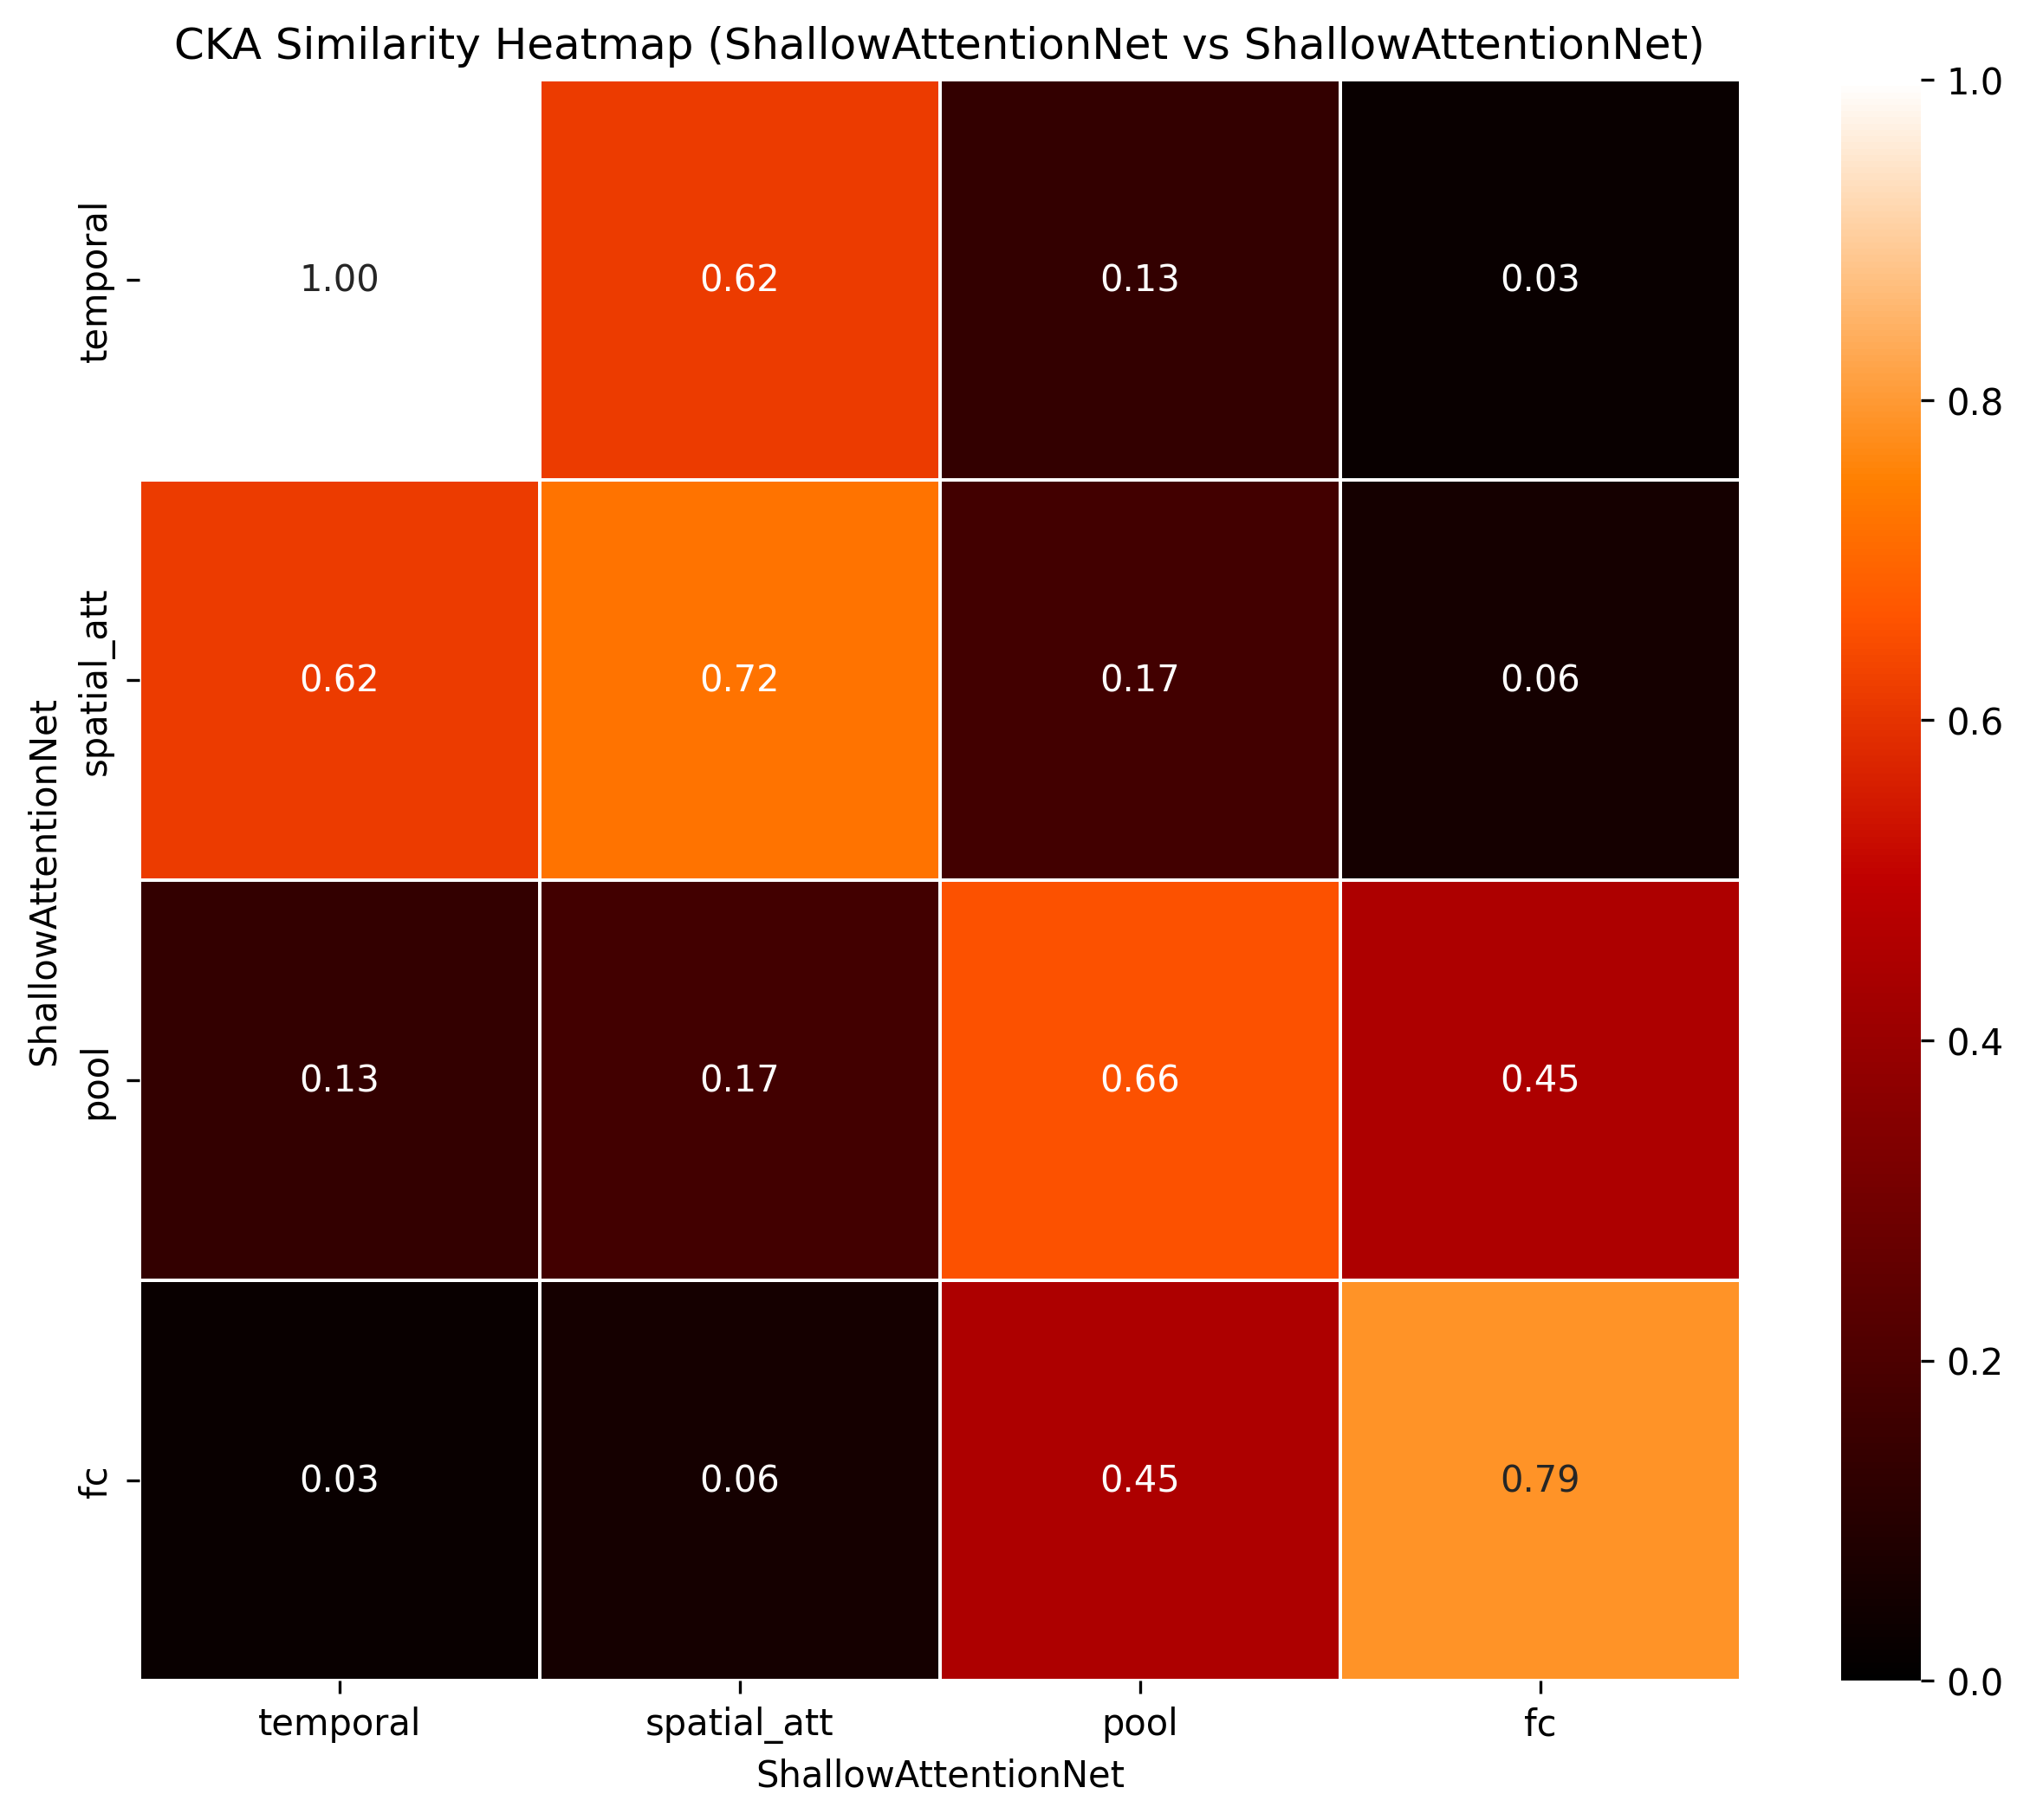 CKA Similarity Heatmap (ShallowAttentionNet vs ShallowAttentionNet)
ShallowAttentionNet
temporal
1.00 0.62 0.13 0.03
spatial_att
0.62 0.72 0.17 0.06
pool
0.13 0.17 0.66 0.45
fc
0.03 0.06 0.45 0.79
temporal spatial_att pool fc
ShallowAttentionNet
1.0
0.8
0.6
0.4
0.2
0.0